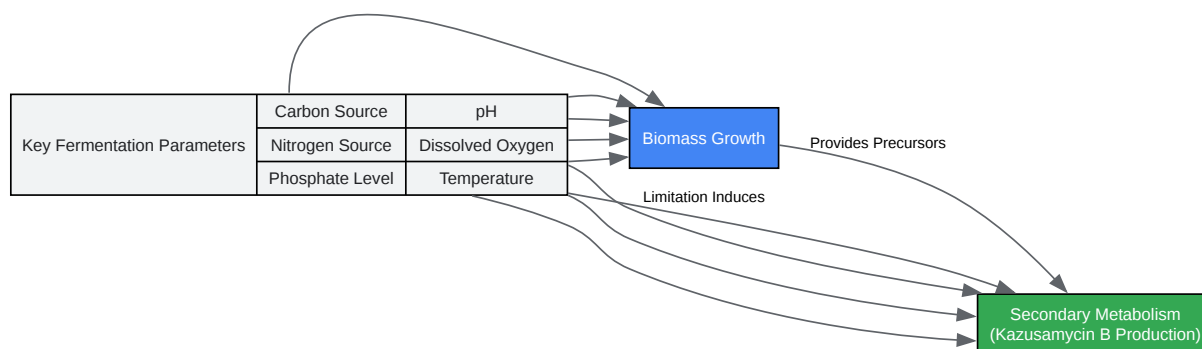 Key Fermentation Parameters
Carbon Source
Nitrogen Source
Phosphate Level
pH
Dissolved Oxygen
Temperature
Biomass Growth
Provides Precursors
Limitation Induces
Secondary Metabolism
(Kazusamycin B Production)